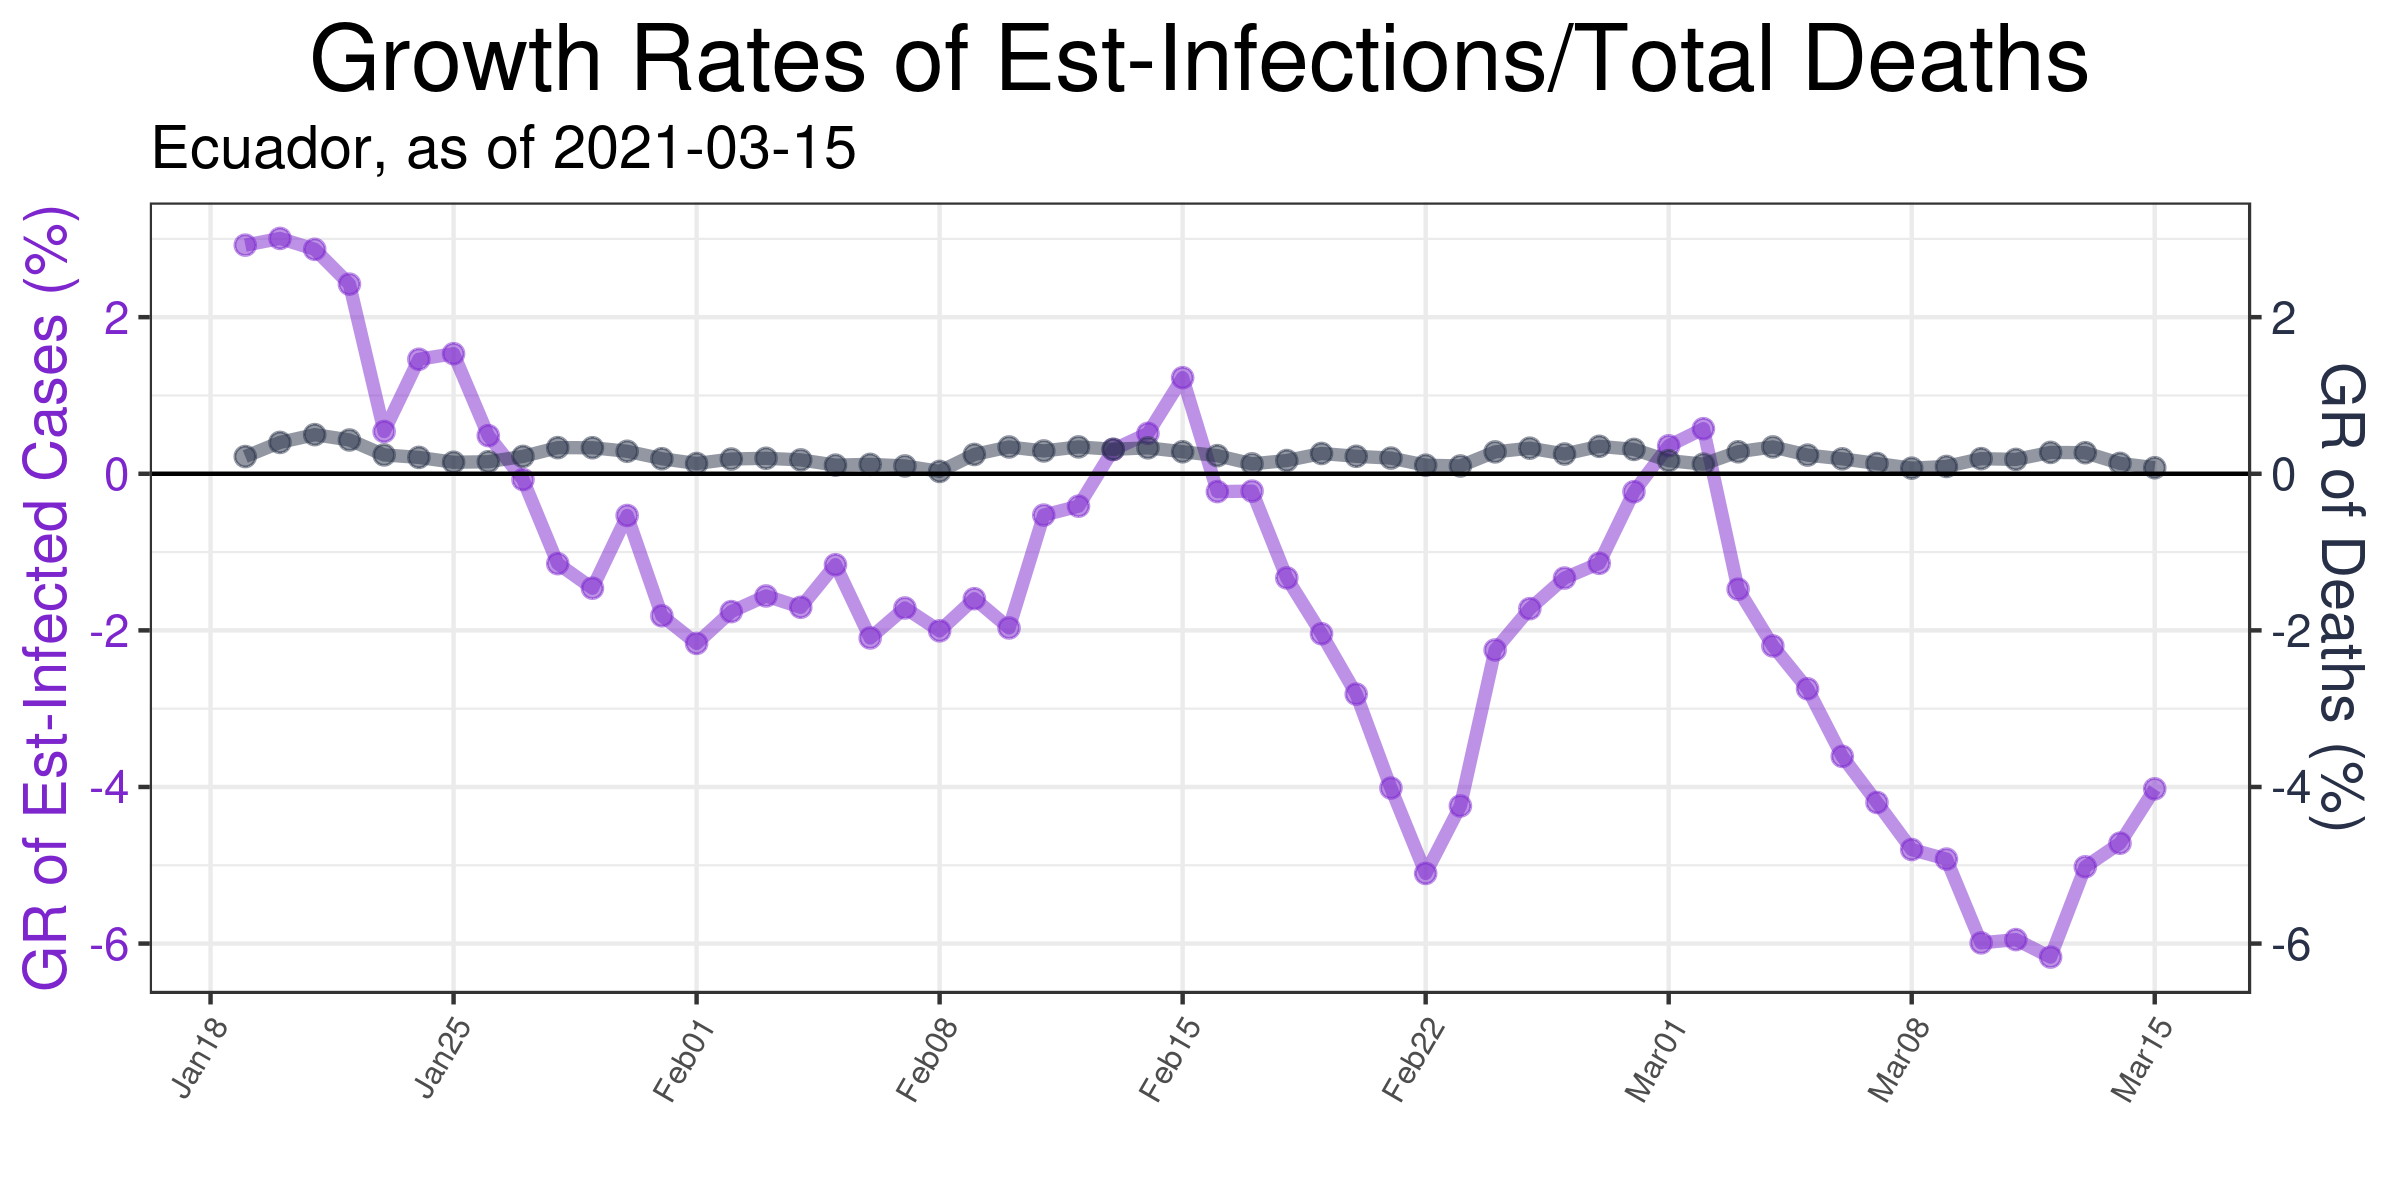 Growth Rates of Est-Infections/Total Deaths
Ecuador, as of 2021-03-15
GR of Est-Infected Cases (%)
2
0
-2
-4
-6
2
0
-2
-4
-6
GR of Deaths (%)
Jan18
Jan25
Feb01
Feb08
Feb15
Feb22
Mar01
Mar08
Mar15